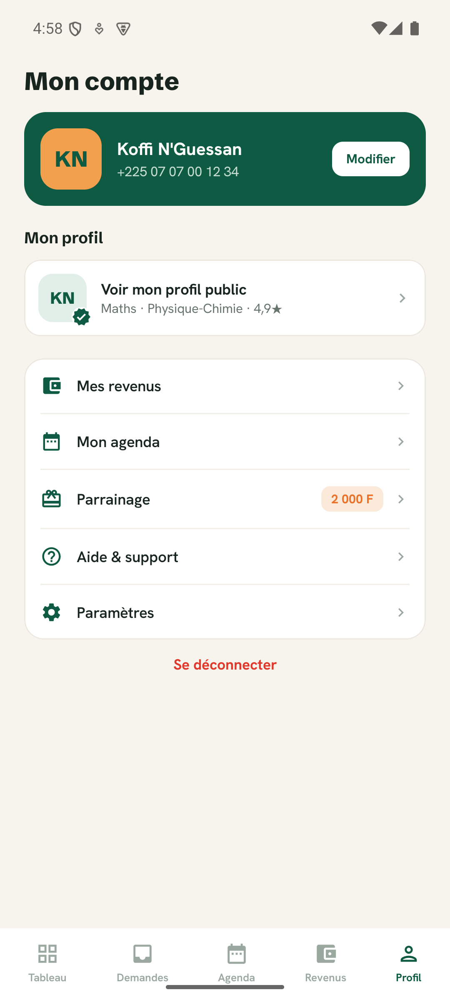 4:58
Mon compte
KN
Koffi N'Guessan
+225 07 07 00 12 34
Modifier
Mon profil
KN
Voir mon profil public
Maths · Physique-Chimie · 4,9★
Mes revenus
Mon agenda
Parrainage
2 000 F
Aide & support
Paramètres
Se déconnecter
Tableau
Demandes
Agenda
Revenus
Profil